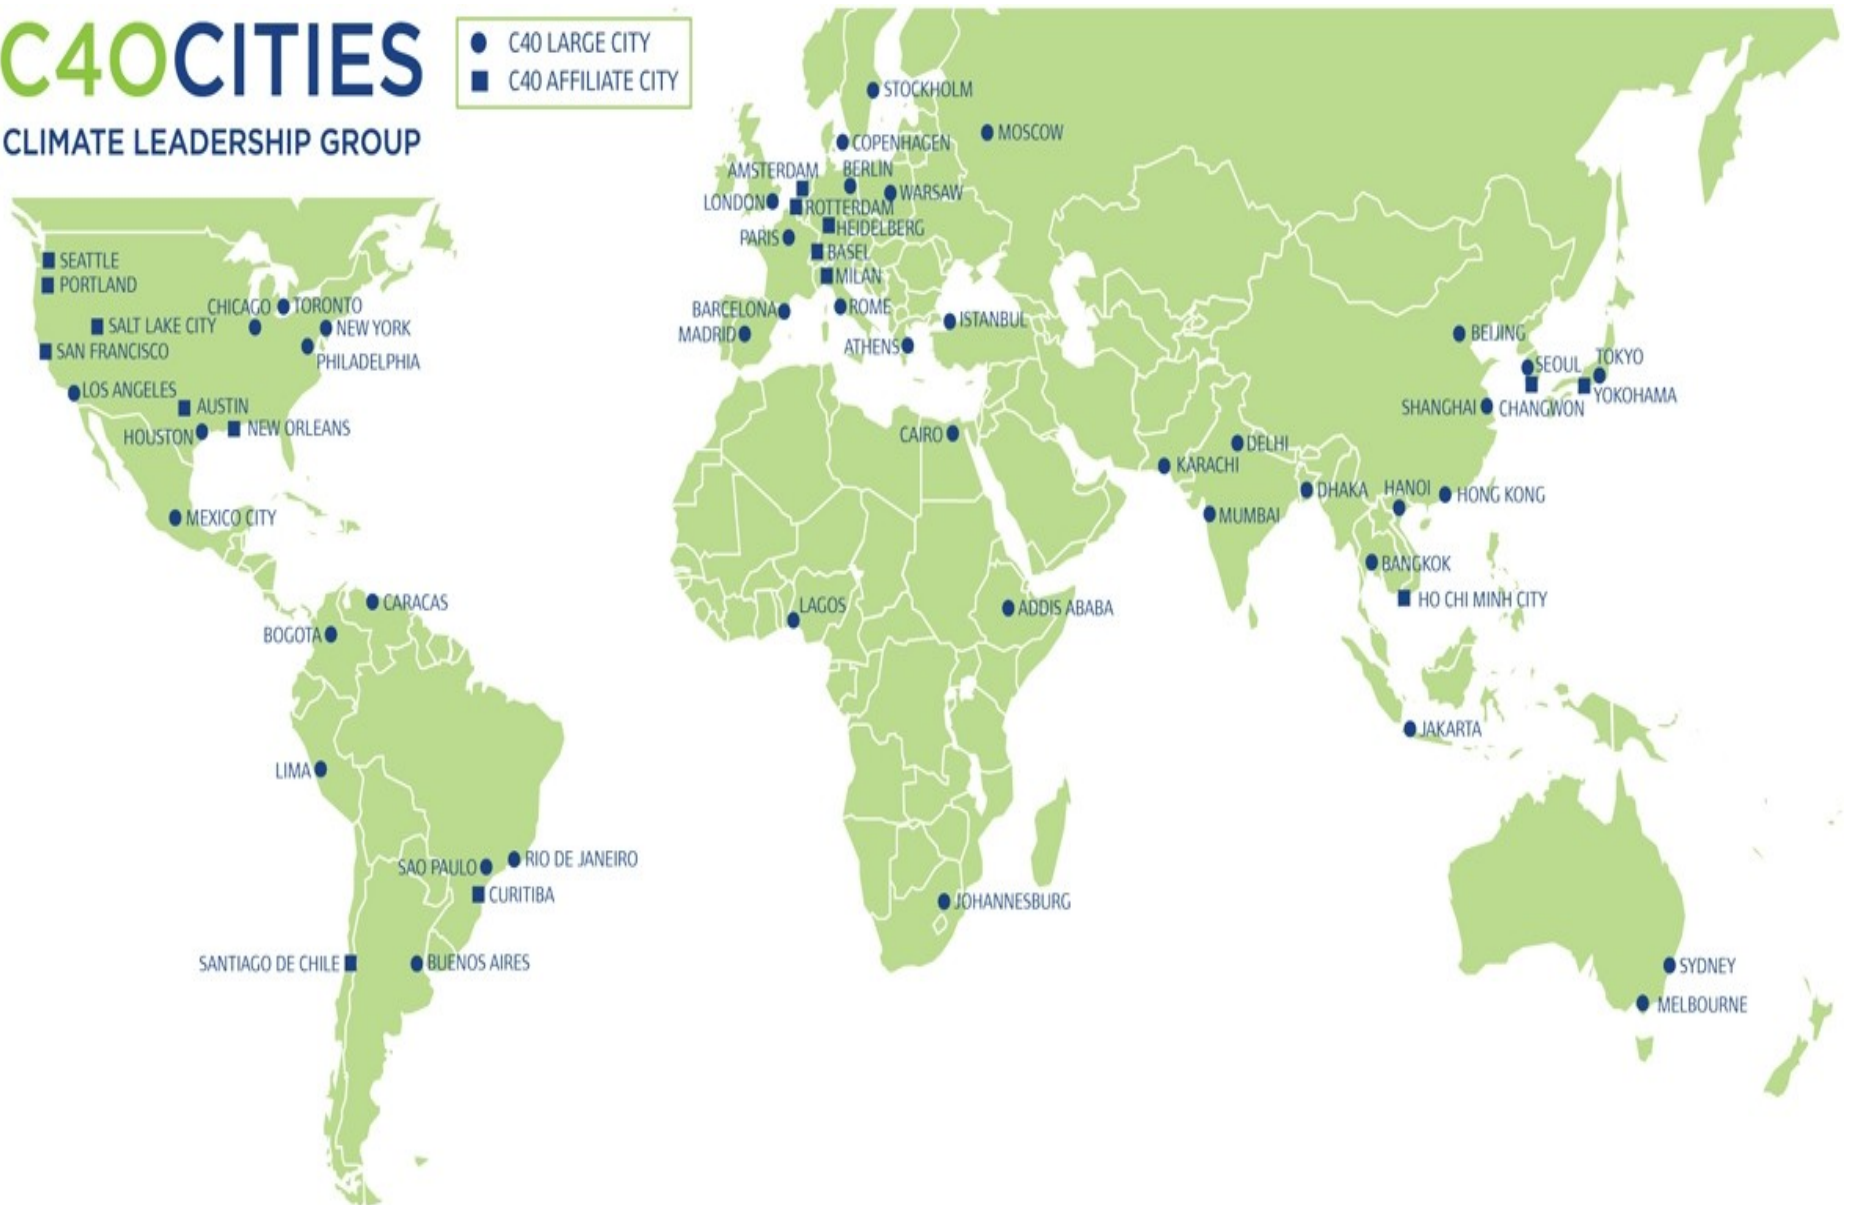 C40CITIES
CLIMATE LEADERSHIP GROUP
C40 LARGE CITY
C40 AFFILIATE CITY
STOCKHOLM
MOSCOW
COPENHAGEN
AMSTERDAM
BERLIN
WARSAW
LONDON
ROTTERDAM
HEIDELBERG
PARIS
BASEL
MILAN
BARCELONA
ROME
MADRID
ISTANBUL
ATHENS
SEATTLE
PORTLAND
CHICAGO
TORONTO
SALT LAKE CITY
NEW YORK
SAN FRANCISCO
PHILADELPHIA
LOS ANGELES
AUSTIN
HOUSTON
NEW ORLEANS
MEXICO CITY
CARACAS
BOGOTA
LIMA
SAO PAULO
RIO DE JANEIRO
CURITIBA
SANTIAGO DE CHILE
BUENOS AIRES
CAIRO
LAGOS
ADDIS ABABA
JOHANNESBURG
BEIJING
SEOUL
TOKYO
YOKOHAMA
SHANGHAI
CHANGWON
DELHI
KARACHI
DHAKA
HANOI
HONG KONG
MUMBAI
BANGKOK
HO CHI MINH CITY
JAKARTA
SYDNEY
MELBOURNE